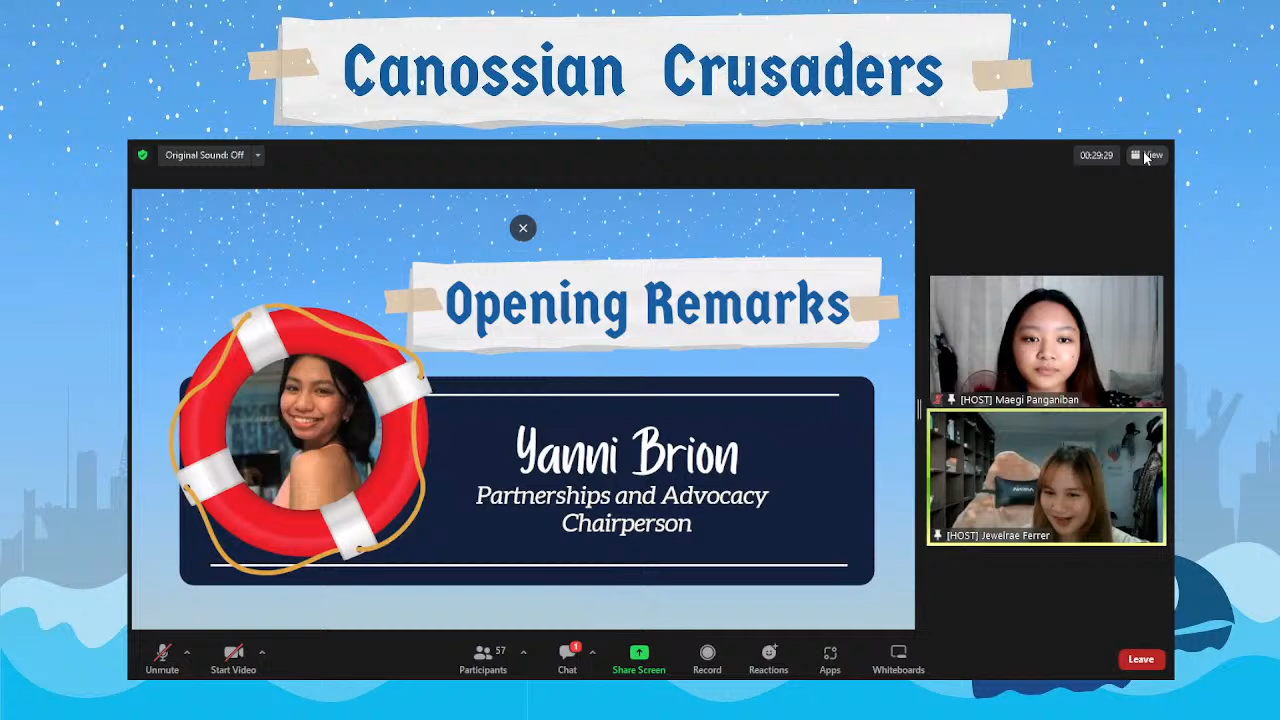 Canossian Crusaders
Original Sound: Off
00:29:29
View
Opening Remarks
Yanni Brion
Partnerships and Advocacy
Chairperson
[HOST] Maegi Panganiban
[HOST] Jewelrae Ferrer
Unmute
Start Video
57
Participants
1
Chat
Share Screen
Record
Reactions
Apps
Whiteboards
Leave